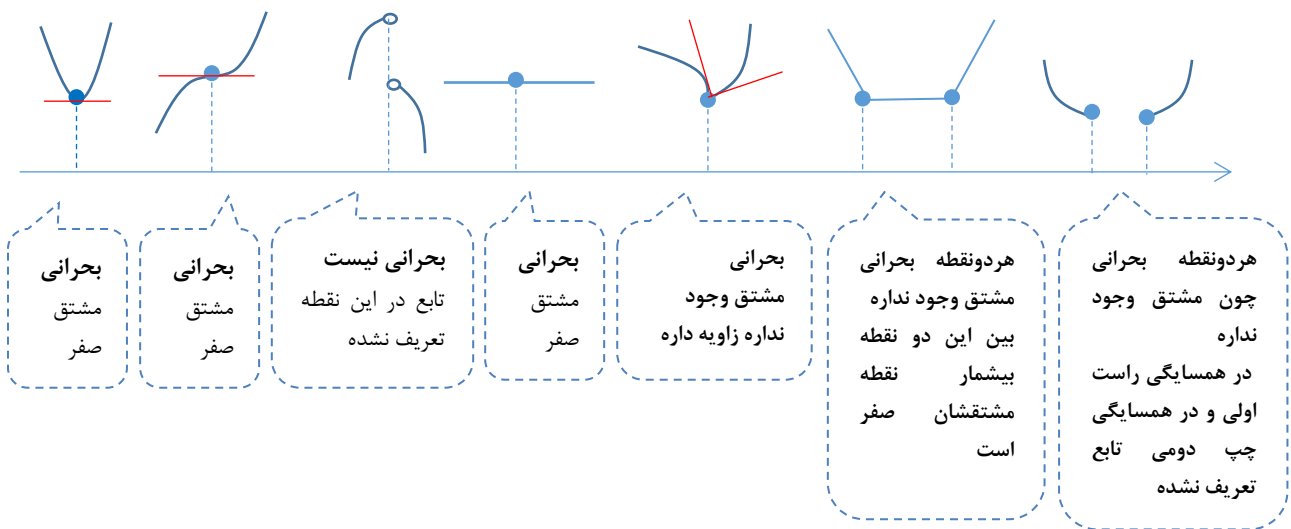 بحرانی
مشتق
صفر
بحرانی
مشتق
صفر
بحرانی نیست
تابع در این نقطه
تعریف نشده
بحرانی
مشتق
صفر
بحرانی
مشتق وجود
نداره زاویه داره
هردونقطه بحرانی
مشتق وجود نداره
بین این دو نقطه
بیشمار نقطه
مشتقشان صفر
است
هردونقطه بحرانی
چون مشتق وجود
نداره
در همسایگی راست
اولی و در همسایگی
چپ دومی تابع
تعریف نشده